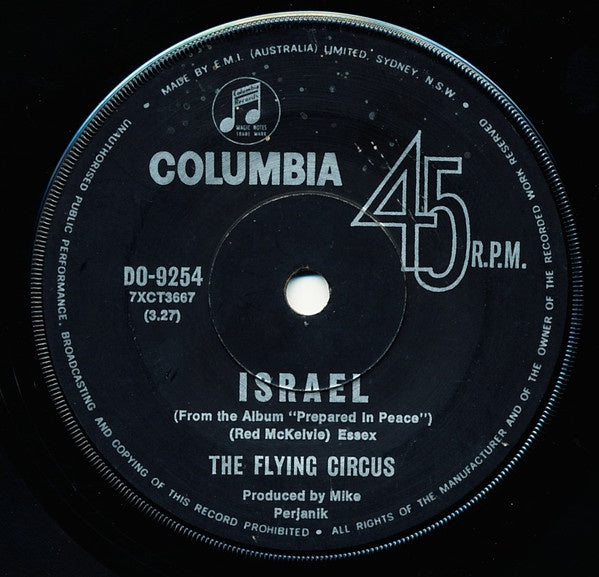 • MADE BY E.M.I. (AUSTRALIA) LIMITED, SYDNEY, N.S.W. •
Columbia
Records
MAGIC NOTES
TRADE MARK
COLUMBIA
45 R.P.M.
DO-9254
7XCT3667
(3.27)
ISRAEL
(From the Album "Prepared In Peace")
(Red McKelvie) Essex
THE FLYING CIRCUS
Produced by Mike
Perjanik
UNAUTHORISED PUBLIC PERFORMANCE, BROADCASTING AND COPYING OF THIS RECORD PROHIBITED • ALL RIGHTS OF THE MANUFACTURER AND OF THE OWNER OF THE RECORDED WORK RESERVED